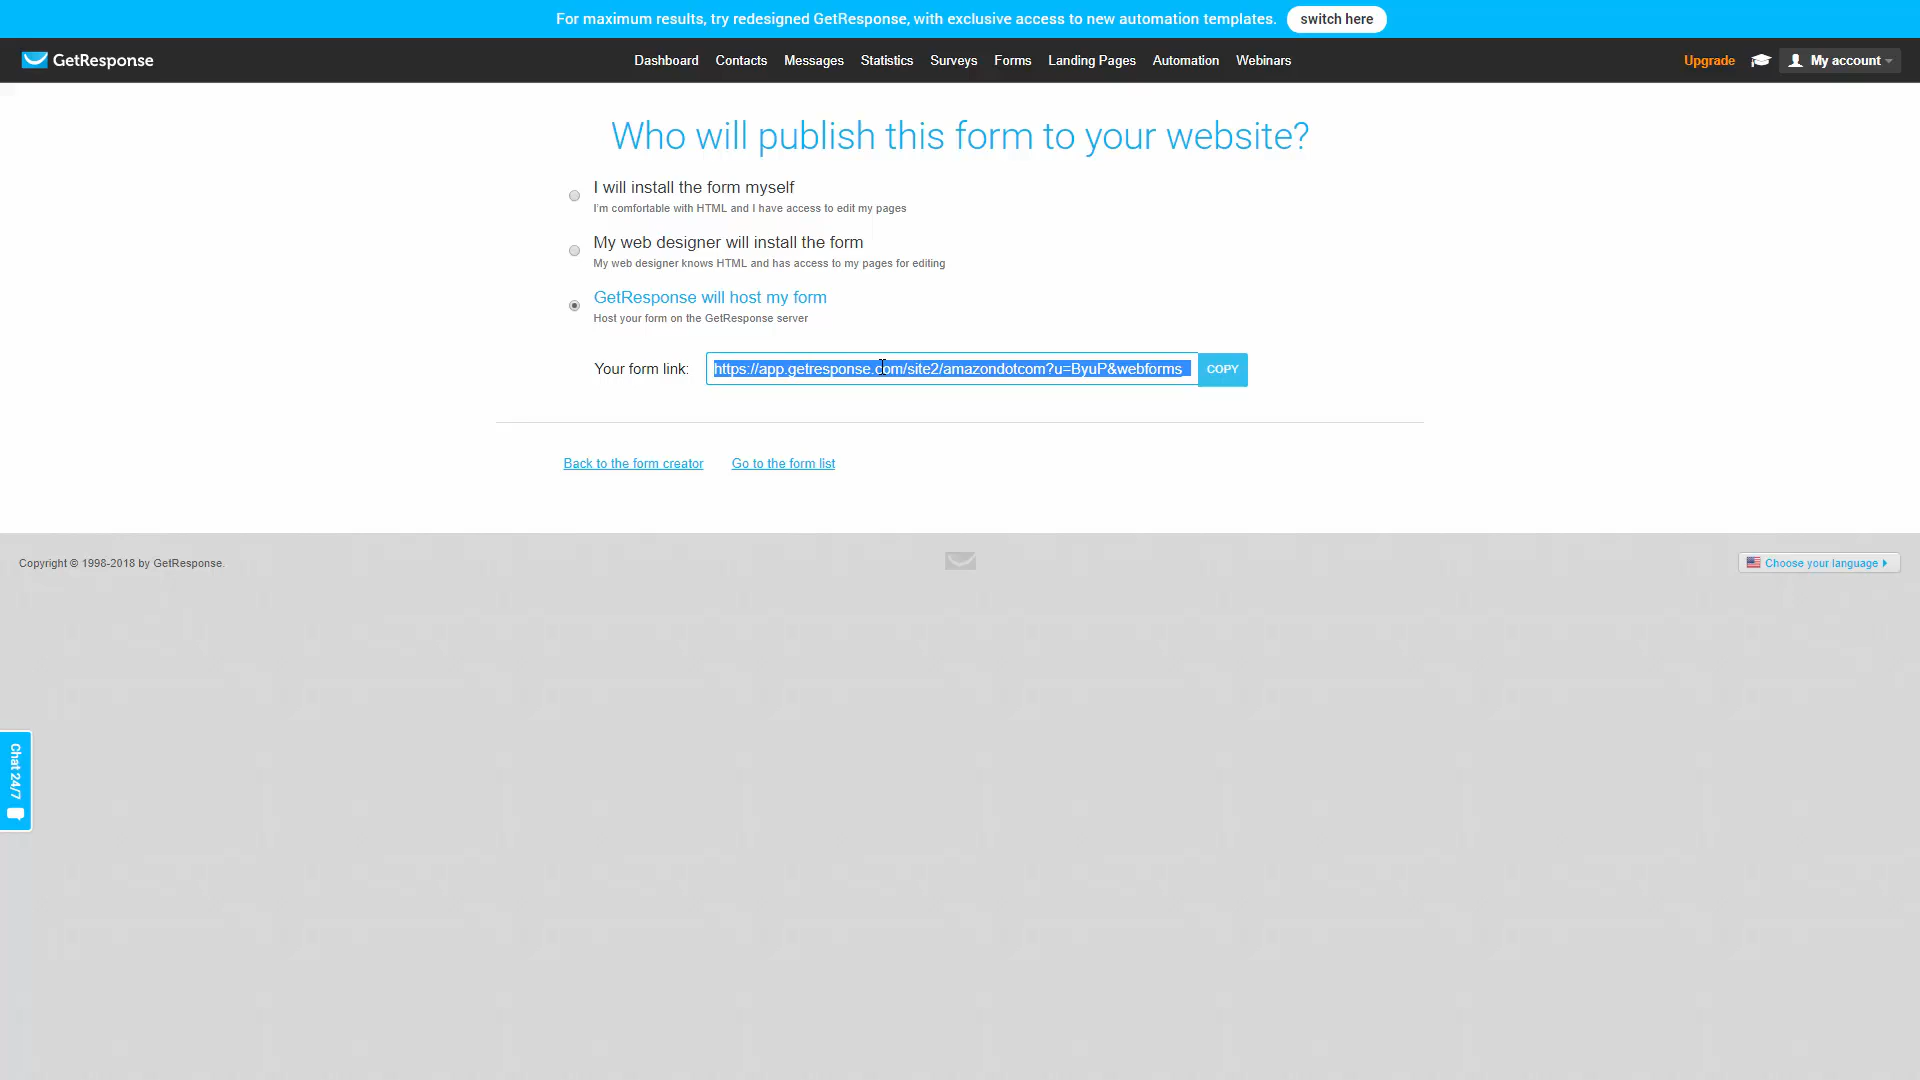 For maximum results, try redesigned GetResponse, with exclusive access to new automation templates. switch here
GetResponse Dashboard Contacts Messages Statistics Surveys Forms Landing Pages Automation Webinars Upgrade My account
Who will publish this form to your website?
I will install the form myself
I'm comfortable with HTML and I have access to edit my pages
My web designer will install the form
My web designer knows HTML and has access to my pages for editing
GetResponse will host my form
Host your form on the GetResponse server
Your form link: https://app.getresponse.com/site2/amazondotcom?u=ByuP&webforms_ COPY
Back to the form creator Go to the form list
Copyright © 1998-2018 by GetResponse. Choose your language
Chat 24/7